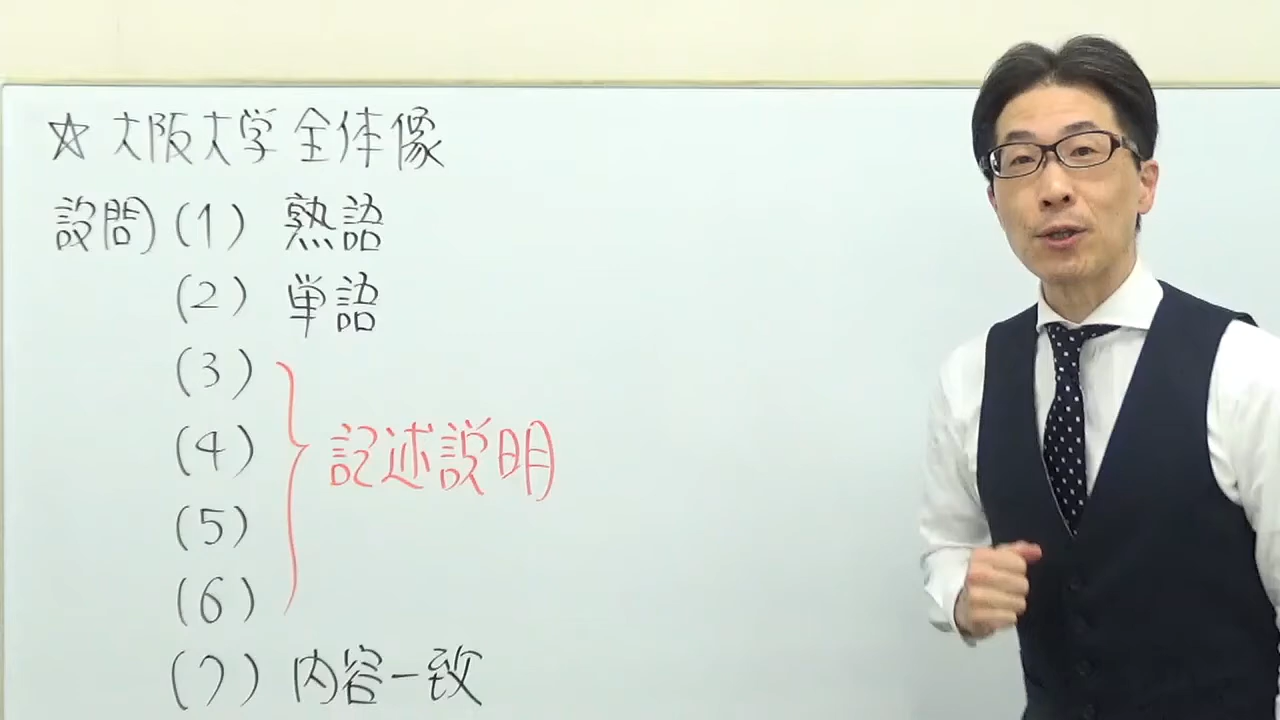 ☆ 大阪大学 全体像
設問 (1) 熟語
(2) 単語
(3)
(4) 記述説明
(5)
(6)
(7) 内容一致